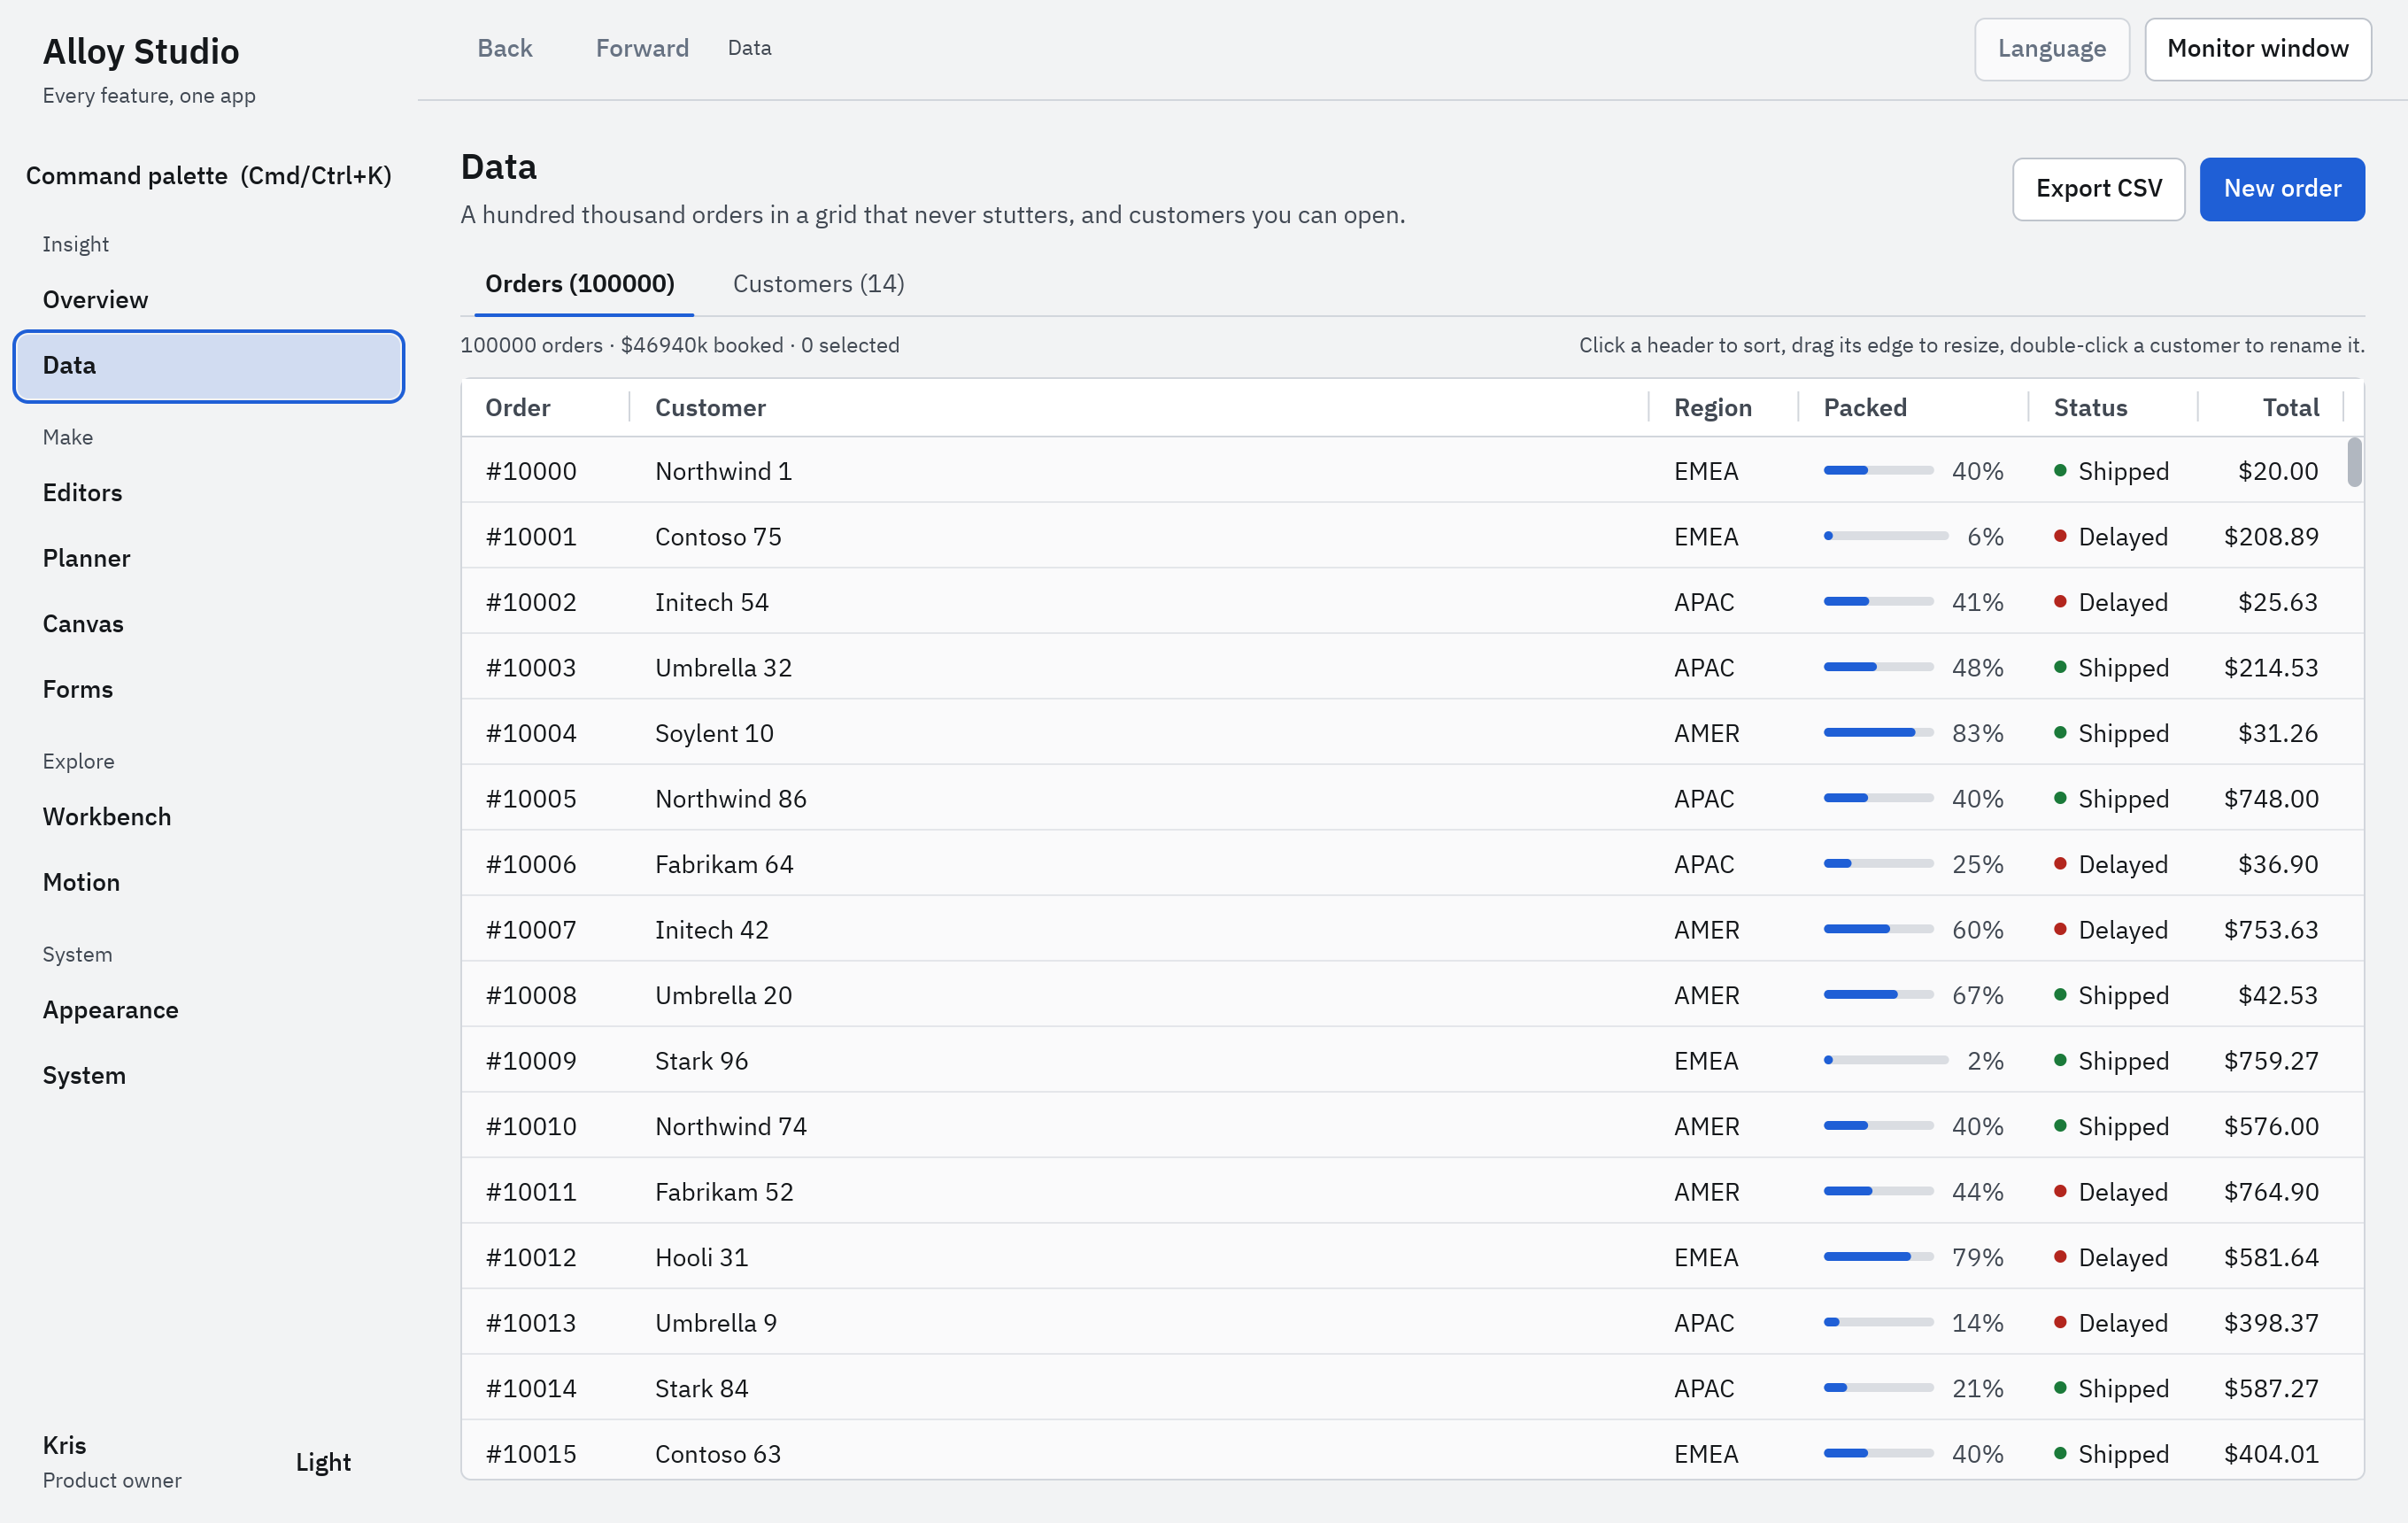 Alloy Studio
Every feature, one app
Command palette (Cmd/Ctrl+K)
Insight
Overview
Data
Make
Editors
Planner
Canvas
Forms
Explore
Workbench
Motion
System
Appearance
System
Kris
Product owner
Light
Back Forward Data
Language Monitor window
Data
A hundred thousand orders in a grid that never stutters, and customers you can open.
Export CSV New order
Orders (100000) Customers (14)
100000 orders · $46940k booked · 0 selected
Click a header to sort, drag its edge to resize, double-click a customer to rename it.
Order Customer Region Packed Status Total
#10000 Northwind 1 EMEA 40% Shipped $20.00
#10001 Contoso 75 EMEA 6% Delayed $208.89
#10002 Initech 54 APAC 41% Delayed $25.63
#10003 Umbrella 32 APAC 48% Shipped $214.53
#10004 Soylent 10 AMER 83% Shipped $31.26
#10005 Northwind 86 APAC 40% Shipped $748.00
#10006 Fabrikam 64 APAC 25% Delayed $36.90
#10007 Initech 42 AMER 60% Delayed $753.63
#10008 Umbrella 20 AMER 67% Shipped $42.53
#10009 Stark 96 EMEA 2% Shipped $759.27
#10010 Northwind 74 AMER 40% Shipped $576.00
#10011 Fabrikam 52 AMER 44% Delayed $764.90
#10012 Hooli 31 EMEA 79% Delayed $581.64
#10013 Umbrella 9 APAC 14% Delayed $398.37
#10014 Stark 84 APAC 21% Shipped $587.27
#10015 Contoso 63 EMEA 40% Shipped $404.01